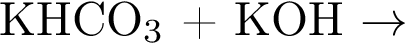 KHCO₃ + KOH →